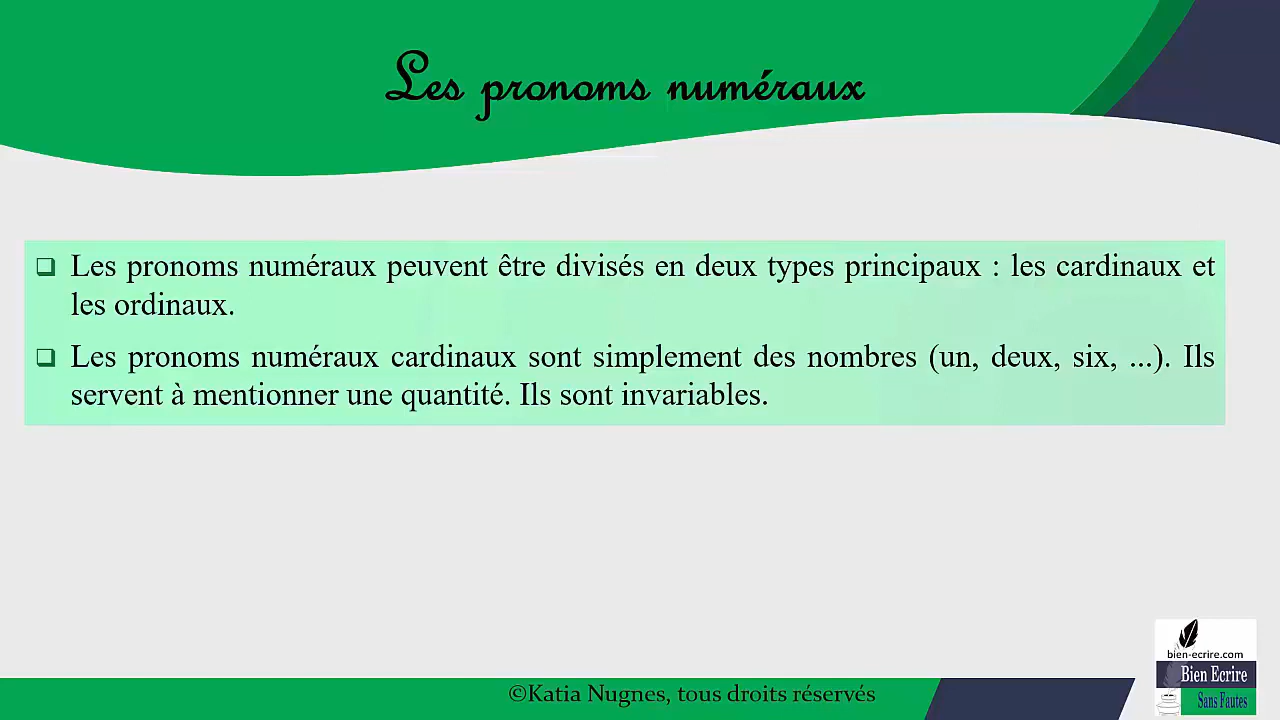 Les pronoms numéraux
❑ Les pronoms numéraux peuvent être divisés en deux types principaux : les cardinaux et
les ordinaux.
❑ Les pronoms numéraux cardinaux sont simplement des nombres (un, deux, six, ...). Ils
servent à mentionner une quantité. Ils sont invariables.
bien-ecrire.com
Bien Ecrire
Sans Fautes
©Katia Nugnes, tous droits réservés